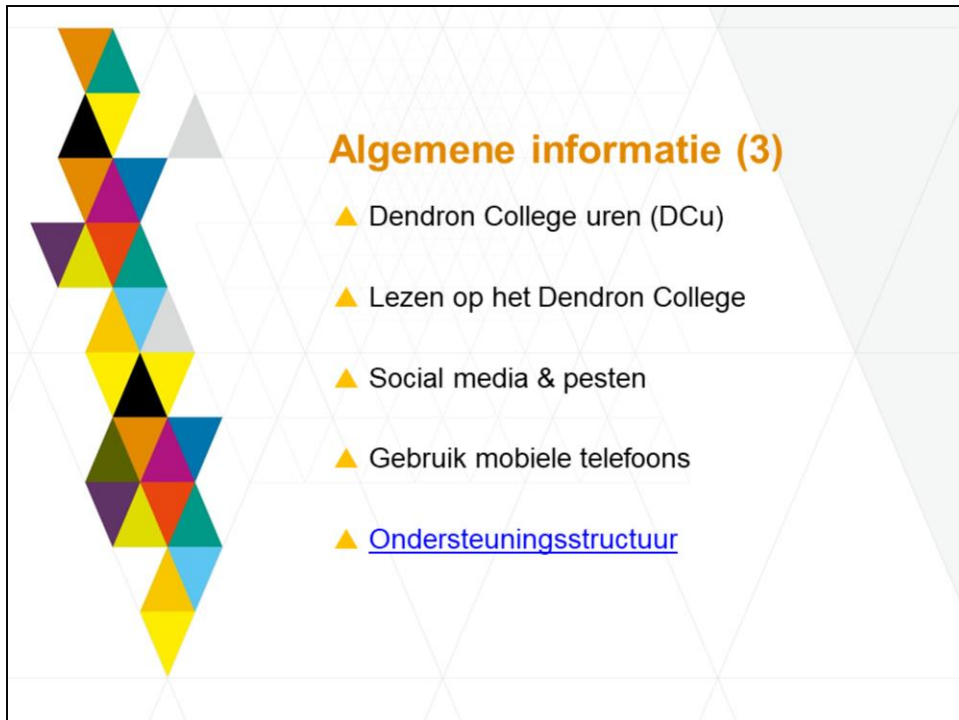 Algemene informatie (3)
Dendron College uren (DCu)
Lezen op het Dendron College
Social media & pesten
Gebruik mobiele telefoons
Ondersteuningsstructuur